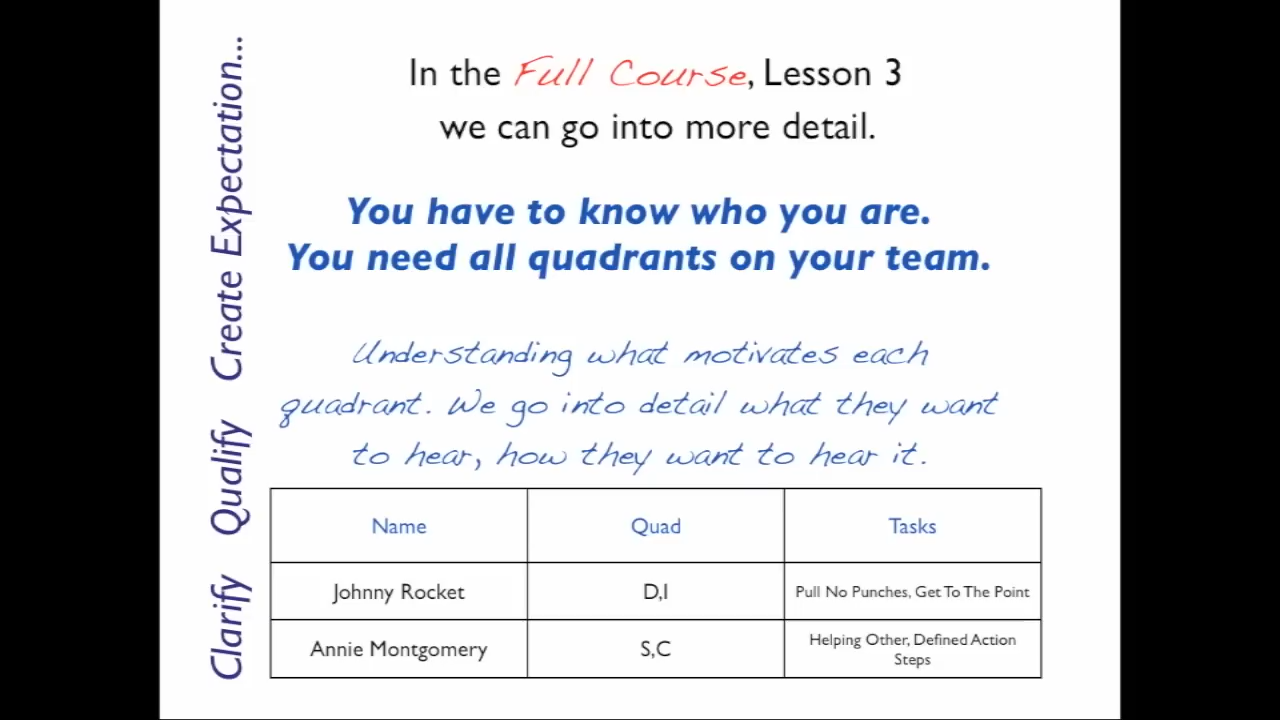 In the Full Course, Lesson 3
we can go into more detail.
You have to know who you are.
You need all quadrants on your team.
Understanding what motivates each
quadrant. We go into detail what they want
to hear, how they want to hear it.
Name Quad Tasks
Johnny Rocket D,I Pull No Punches, Get To The Point
Annie Montgomery S,C Helping Other, Defined Action
Steps
Clarify Qualify Create Expectation...